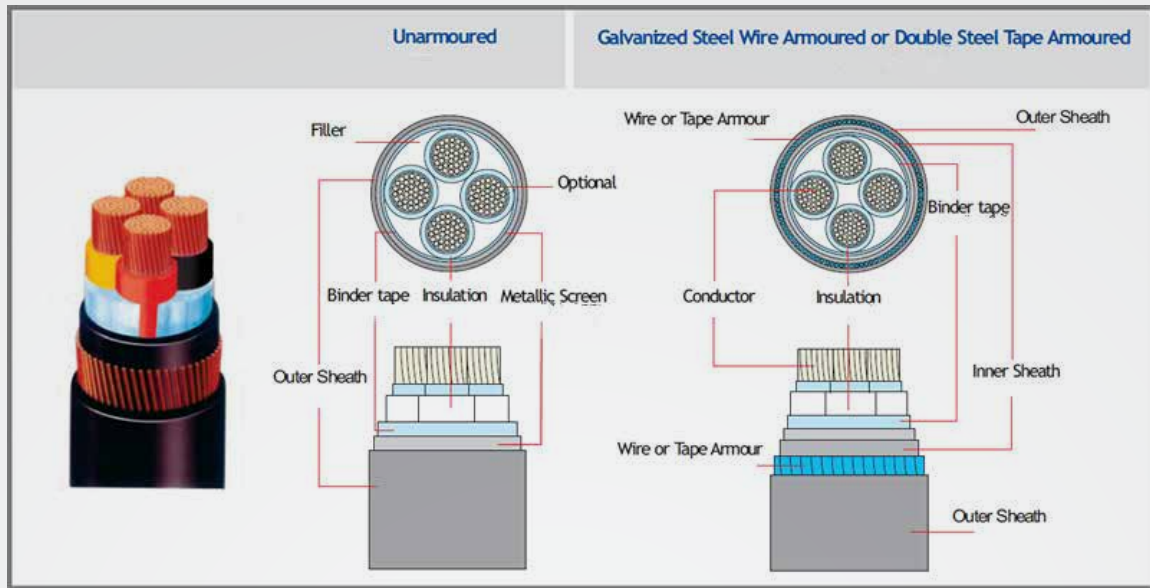 Unarmoured
Galvanized Steel Wire Armoured or Double Steel Tape Armoured
Filler
Optional
Binder tape
Insulation
Metallic Screen
Outer Sheath
Wire or Tape Armour
Outer Sheath
Binder tape
Conductor
Insulation
Inner Sheath
Wire or Tape Armour
Outer Sheath